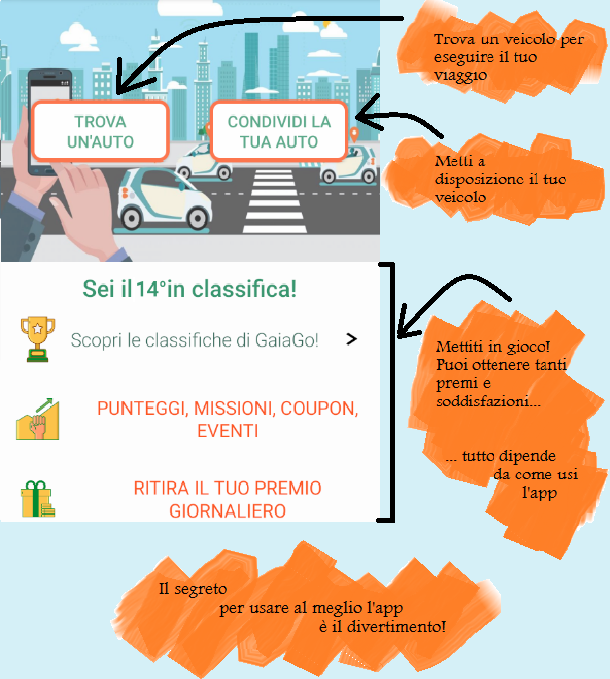 Trova un veicolo per
eseguire il tuo
viaggio
TROVA
UN'AUTO
CONDIVIDI LA
TUA AUTO
Metti a
disposizione il tuo
veicolo
Sei il 14° in classifica!
Scopri le classifiche di GaiaGo!
PUNTEGGI, MISSIONI, COUPON,
EVENTI
RITIRA IL TUO PREMIO
GIORNALIERO
Mettiti in gioco!
Puoi ottenere tanti
premi e
soddisfazioni...
... tutto dipende
da come usi
l'app
Il segreto
per usare al meglio l'app
è il divertimento!